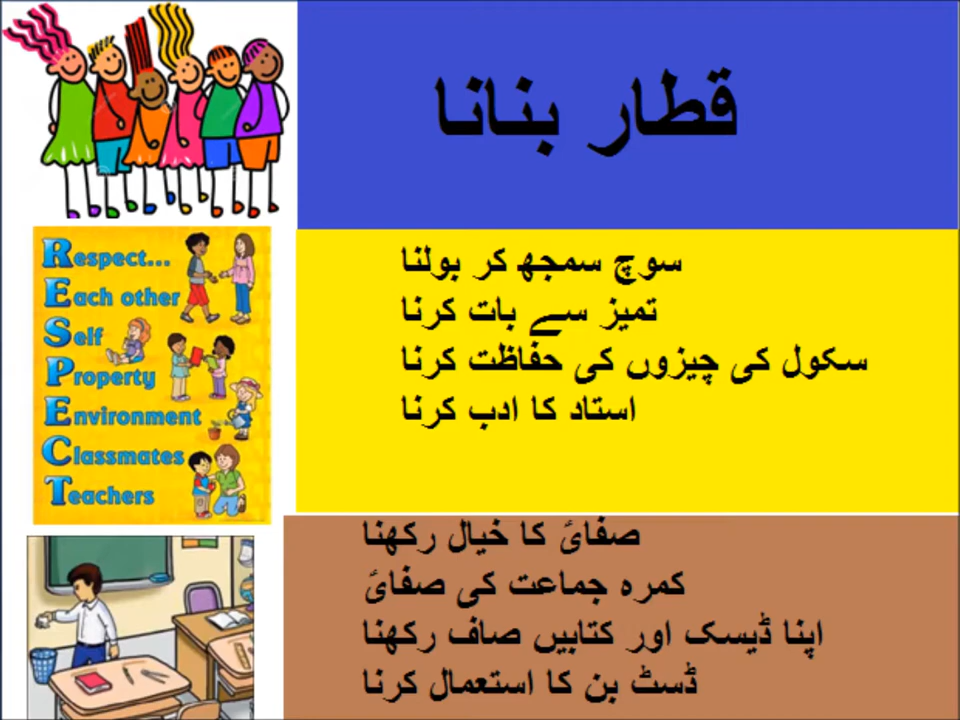 قطار بنانا
Respect...
Each other
Self
Property
Environment
Classmates
Teachers
سوچ سمجھ کر بولنا
تمیز سے بات کرنا
سکول کی چیزوں کی حفاظت کرنا
استاد کا ادب کرنا
صفائ کا خیال رکھنا
کمرہ جماعت کی صفائ
اپنا ڈیسک اور کتابیں صاف رکھنا
ڈسٹ بن کا استعمال کرنا